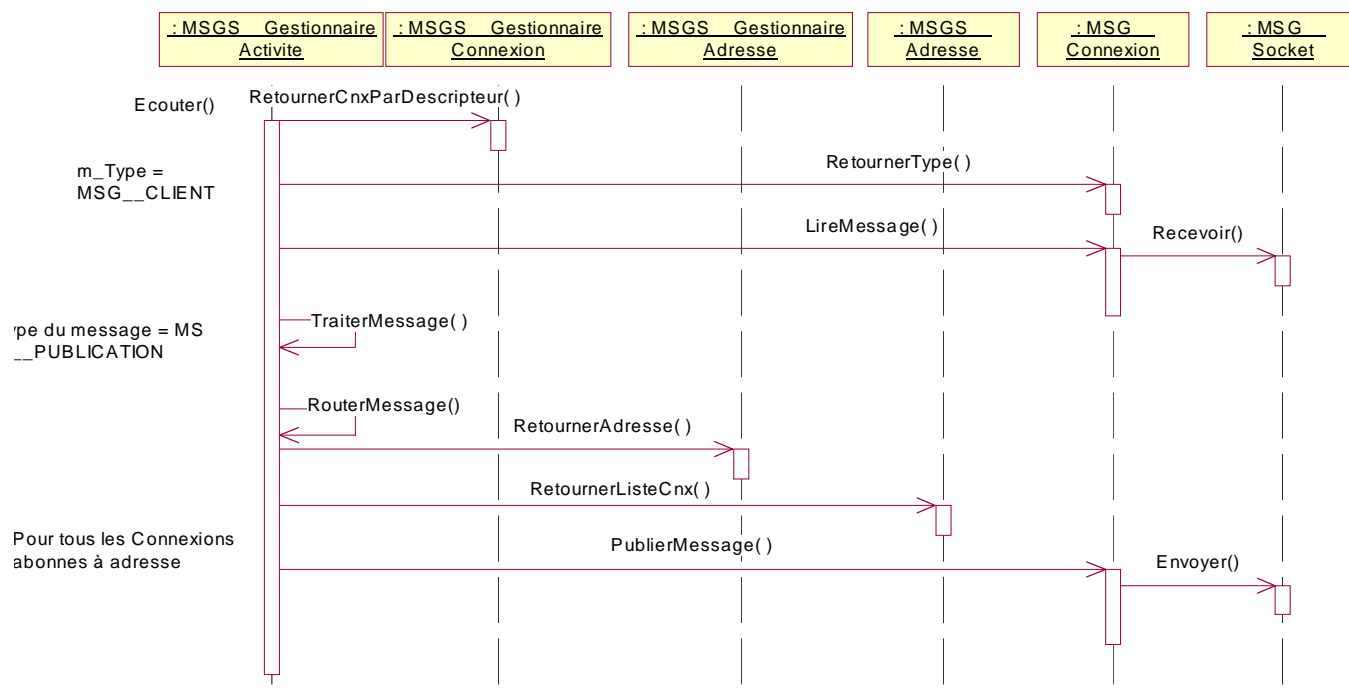 : MSGS Gestionnaire
Activite
: MSGS Gestionnaire
Connexion
: MSGS Gestionnaire
Adresse
: MSGS
Adresse
: MSG
Connexion
: MSG
Socket
Ecouter()
RetournerCnxParDescripteur( )
m_Type =
MSG__CLIENT
RetournerType( )
LireMessage( )
Recevoir()
ype du message = MS
__PUBLICATION
TraiterMessage( )
RouterMessage()
RetournerAdresse( )
RetournerListeCnx( )
Pour tous les Connexions
abonnes à adresse
PublierMessage( )
Envoyer()